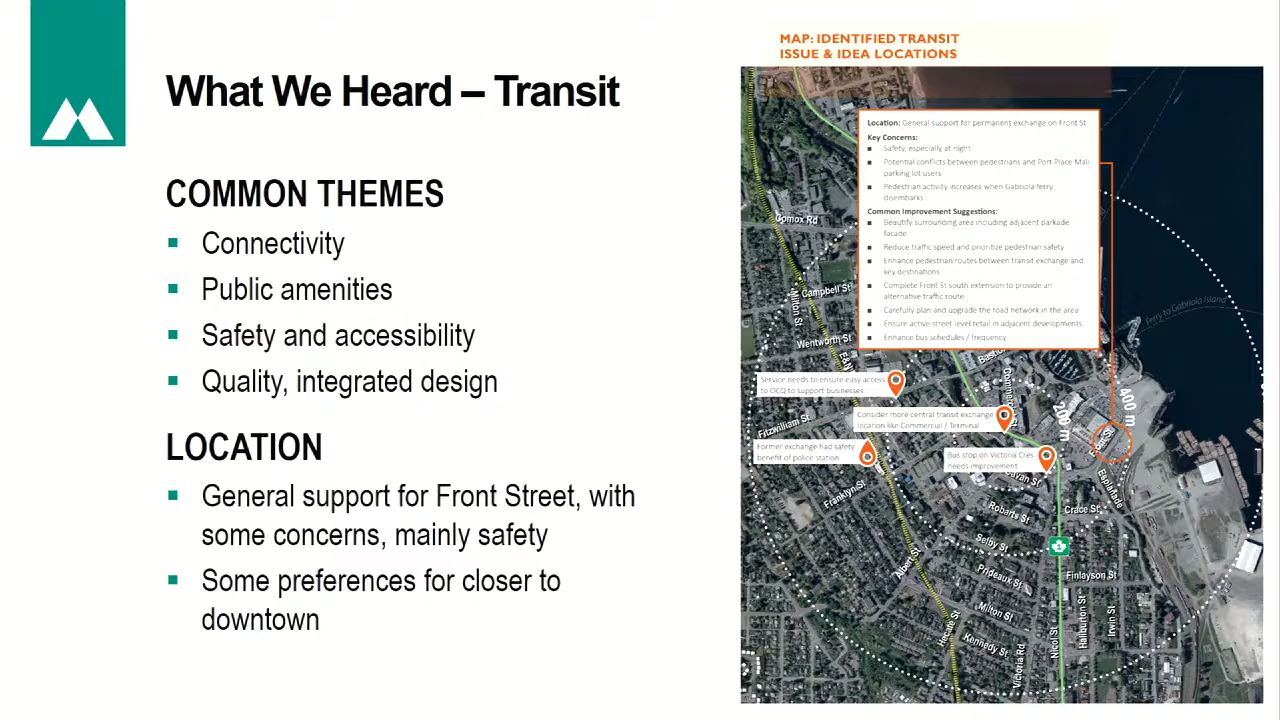 What We Heard – Transit
COMMON THEMES
Connectivity
Public amenities
Safety and accessibility
Quality, integrated design
LOCATION
General support for Front Street, with
some concerns, mainly safety
Some preferences for closer to
downtown
MAP: IDENTIFIED TRANSIT
ISSUE & IDEA LOCATIONS
Location: General support for permanent exchange on Front St
Key Concerns:
Safety, especially at night
Potential conflicts between pedestrians and Port Place Mall
parking lot users
Pedestrian activity increases when Gabriola ferry
disembarks
Common Improvement Suggestions:
Beautify surrounding area including adjacent parkade
facade
Reduce traffic speed and prioritize pedestrian safety
Enhance pedestrian routes between transit exchange and
key destinations
Complete Front St south extension to provide an
alternative traffic route
Carefully plan and upgrade the road network in the area
Ensure active street-level retail in adjacent developments
Enhance bus schedules / frequency
Comox Rd
Campbell St
Milton St
Wentworth St
E&N
Ferry to Gabriola Island
Service needs to ensure easy access
to OCQ to support businesses
Consider more central transit exchange
location like Commercial / Terminal
200 m
400 m
Fitzwilliam St
Former exchange had safety
benefit of police station
Bus stop on Victoria Cres
needs improvement
Front St
Franklyn St
Esplanade
Robarts St
Crace St
Selby St
Albert St
Prideaux St
Finlayson St
Milton St
Hecate St
Kennedy St
Victoria Rd
Nicol St
Haliburton St
Irwin St